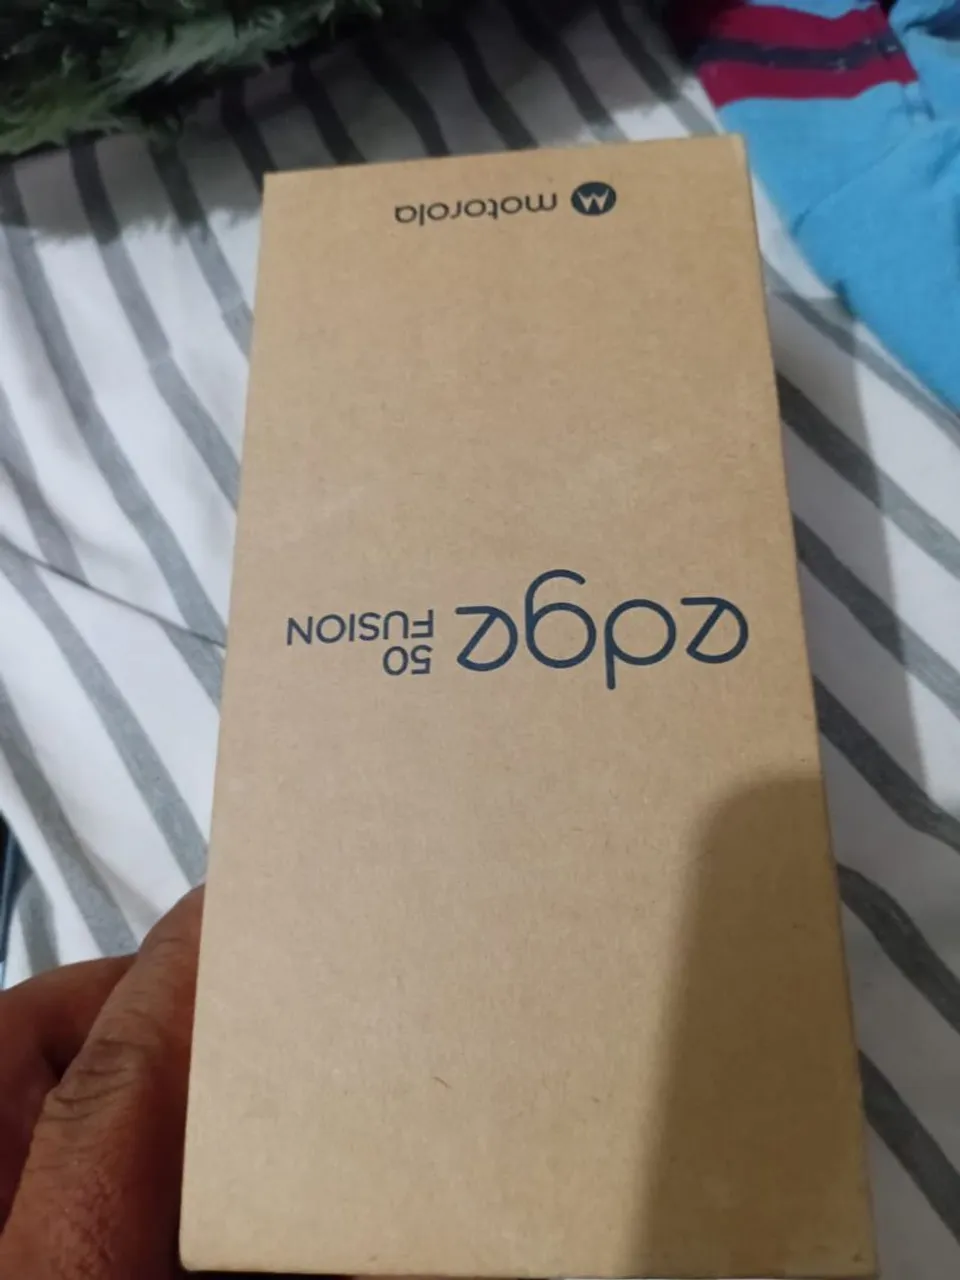 edge
50
FUSION
motorola